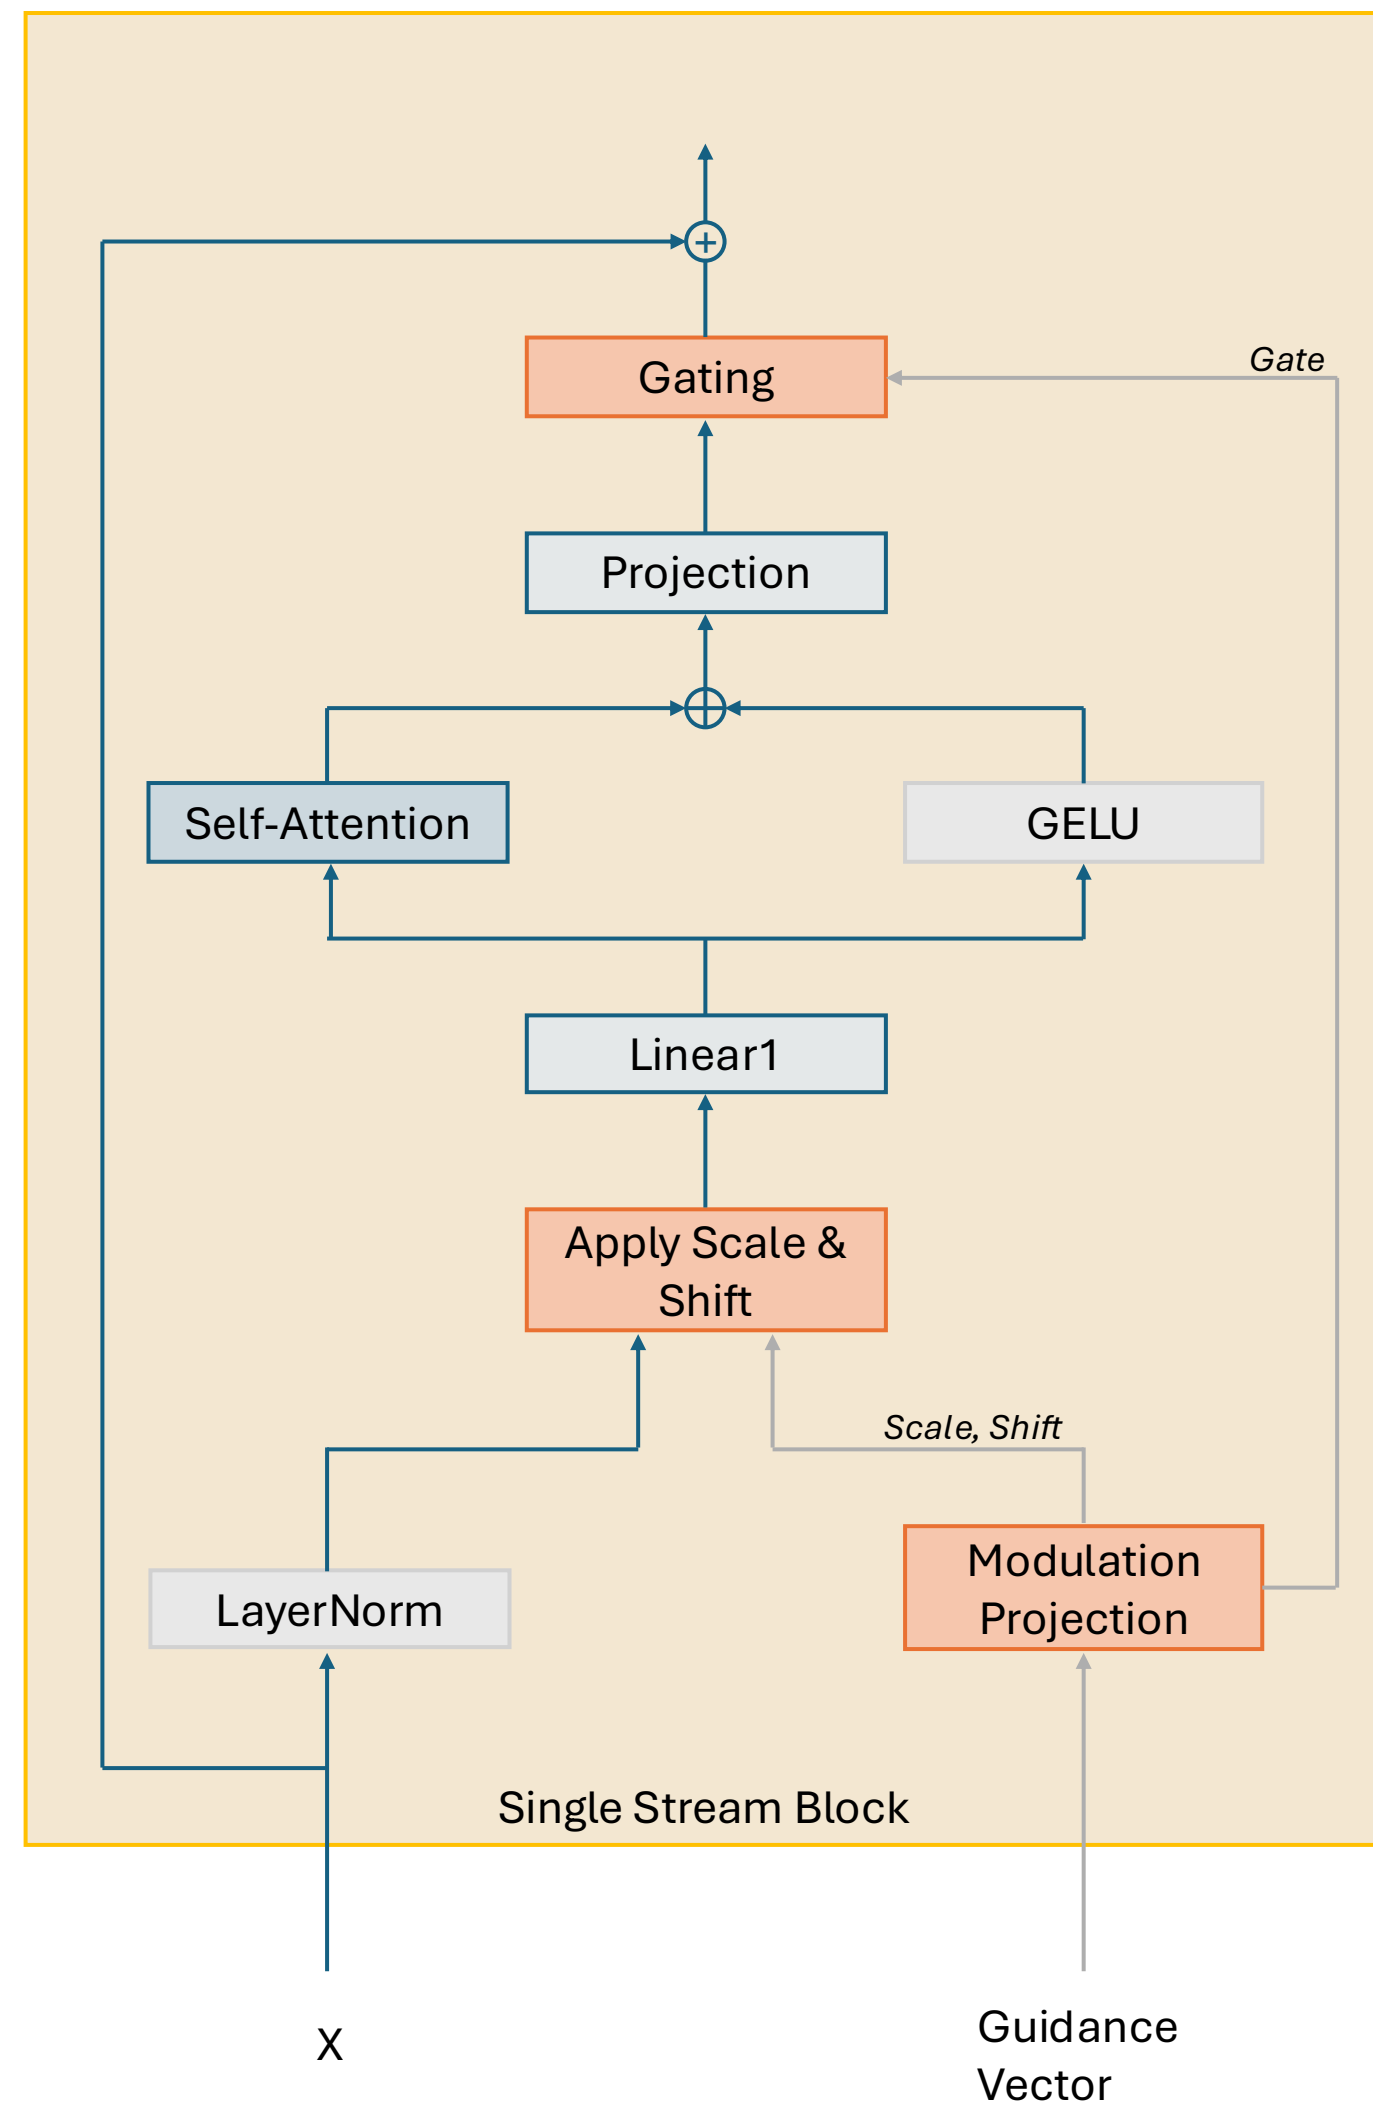 Gate
Gating
Projection
Self-Attention
GELU
Linear1
Apply Scale &
Shift
Scale, Shift
Modulation
Projection
LayerNorm
Single Stream Block
X
Guidance
Vector